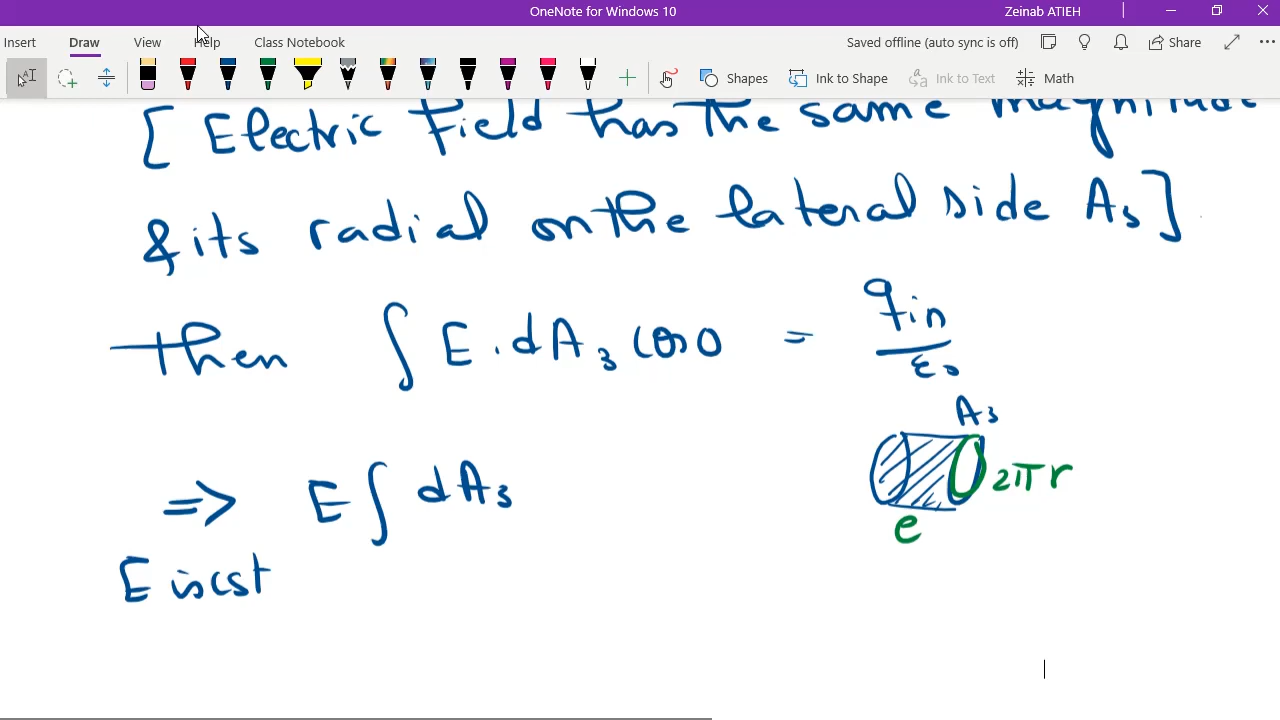 OneNote for Windows 10
Zeinab ATIEH
Insert Draw View Help Class Notebook
Saved offline (auto sync is off) Share
Shapes Ink to Shape Ink to Text Math
[ Electric Field has the same magnitude
& its radial on the lateral side A₃ ]
then ∫ E . dA₃ cos 0 = qin / ε₀
A₃
2πr
e
=> E ∫ dA₃
E is cst